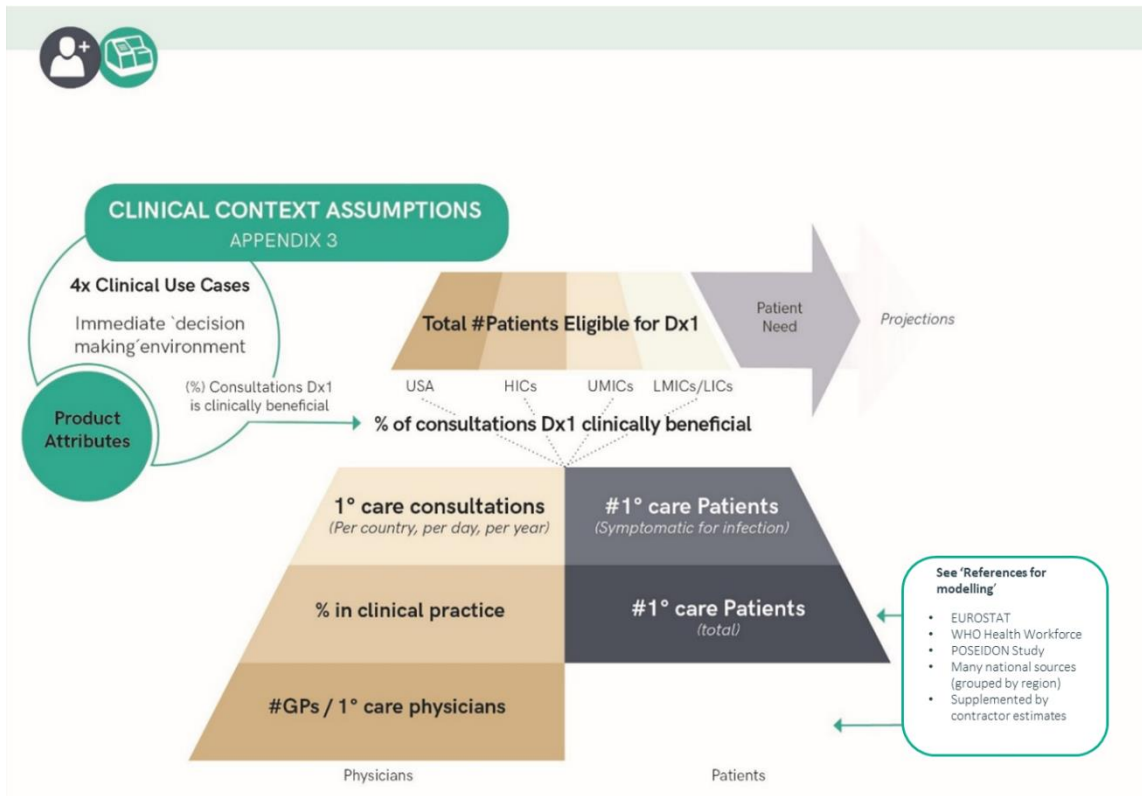 CLINICAL CONTEXT ASSUMPTIONS
APPENDIX 3
4x Clinical Use Cases
Immediate `decision
making´environment
(%) Consultations Dx1
is clinically beneficial
Product
Attributes
Total #Patients Eligible for Dx1
Patient
Need
Projections
USA
HICs
UMICs
LMICs/LICs
% of consultations Dx1 clinically beneficial
1° care consultations
(Per country, per day, per year)
#1° care Patients
(Symptomatic for infection)
% in clinical practice
#1° care Patients
(total)
#GPs / 1° care physicians
Physicians
Patients
See ‘References for
modelling’
• EUROSTAT
• WHO Health Workforce
• POSEIDON Study
• Many national sources
(grouped by region)
• Supplemented by
contractor estimates